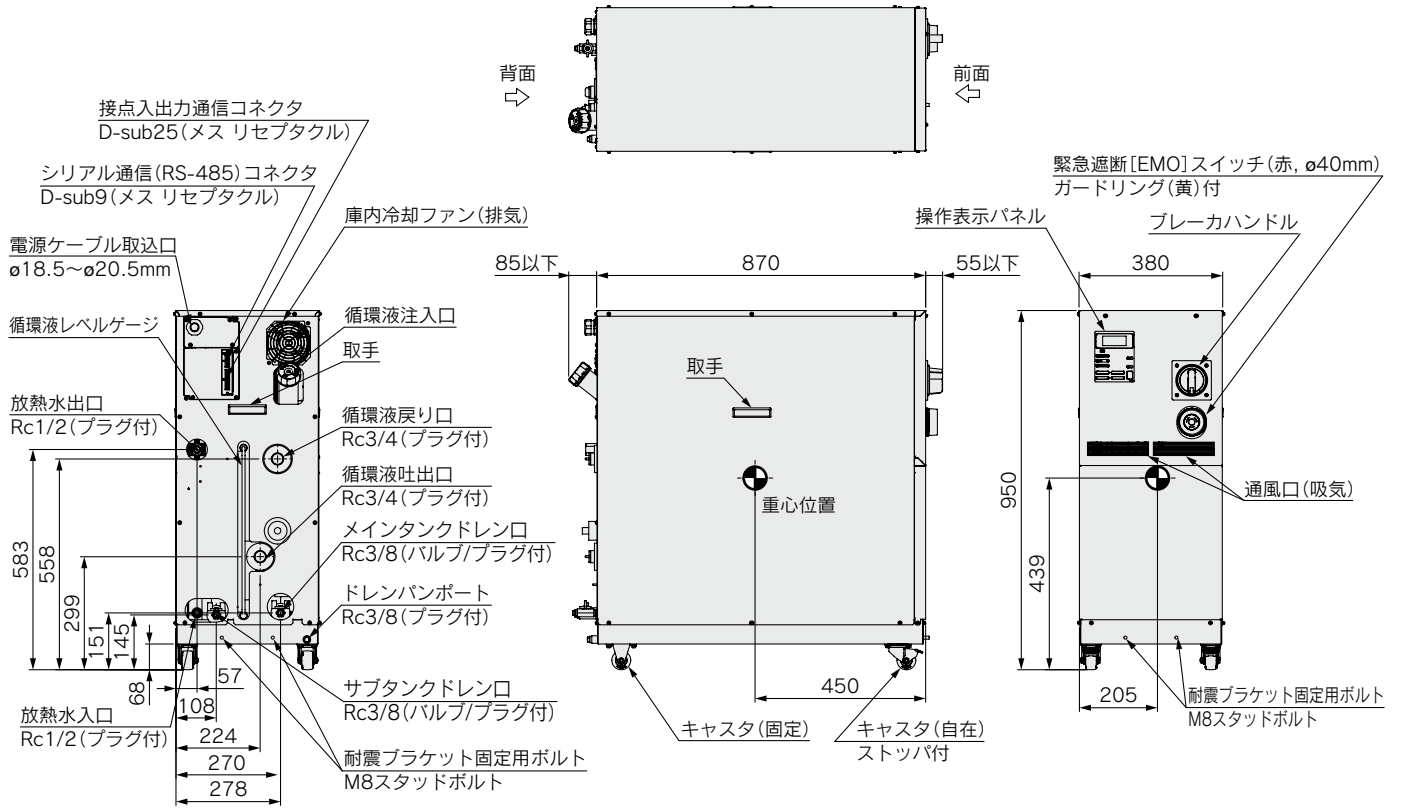 背面
前面
接点入出力通信コネクタ
D-sub25(メス リセプタクル)
シリアル通信(RS-485)コネクタ
D-sub9(メス リセプタクル)
電源ケーブル取込口
ø18.5~ø20.5mm
循環液レベルゲージ
放熱水出口
Rc1/2(プラグ付)
庫内冷却ファン(排気)
循環液注入口
取手
循環液戻り口
Rc3/4(プラグ付)
循環液吐出口
Rc3/4(プラグ付)
メインタンクドレン口
Rc3/8(バルブ/プラグ付)
ドレンパンポート
Rc3/8(プラグ付)
サブタンクドレン口
Rc3/8(バルブ/プラグ付)
耐震ブラケット固定用ボルト
M8スタッドボルト
放熱水入口
Rc1/2(プラグ付)
583
558
299
151
145
68
57
108
224
270
278
85以下
870
55以下
取手
重心位置
450
キャスタ(固定)
キャスタ(自在)
ストッパ付
緊急遮断[EMO]スイッチ(赤, ø40mm)
ガードリング(黄)付
操作表示パネル
ブレーカハンドル
380
950
439
通風口(吸気)
205
耐震ブラケット固定用ボルト
M8スタッドボルト